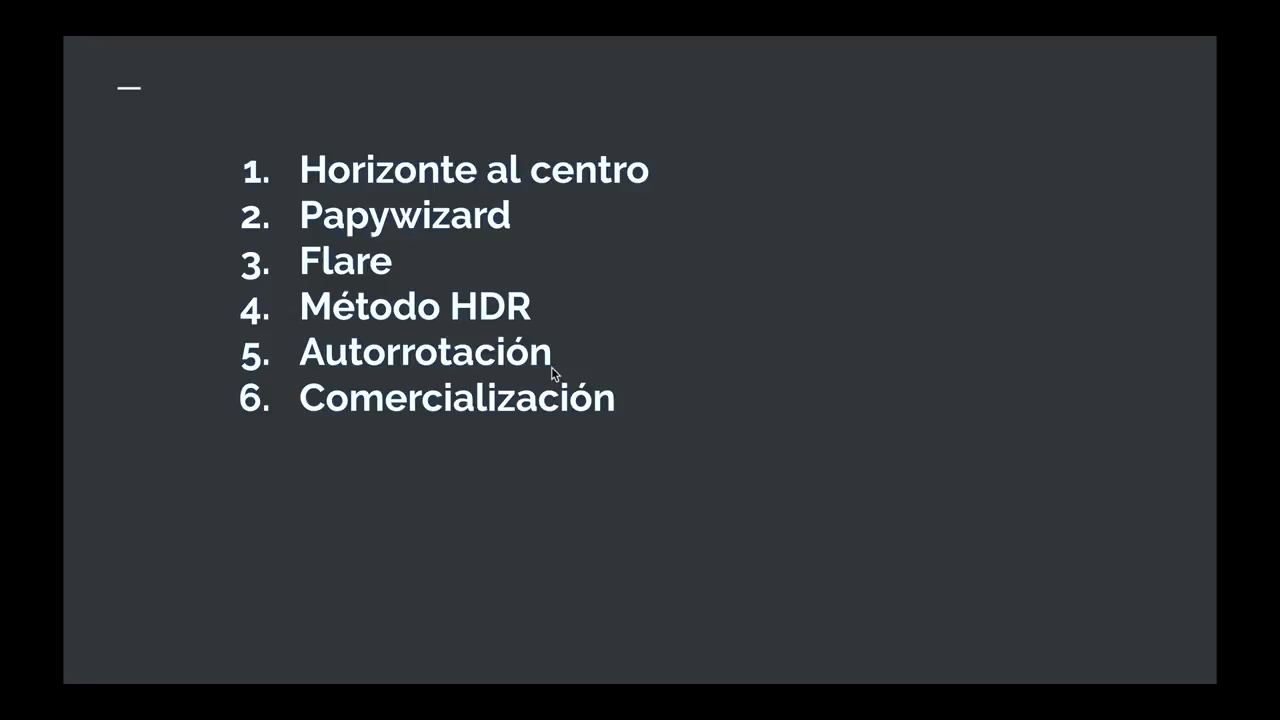 1. Horizonte al centro
2. Papywizard
3. Flare
4. Método HDR
5. Autorrotación
6. Comercialización